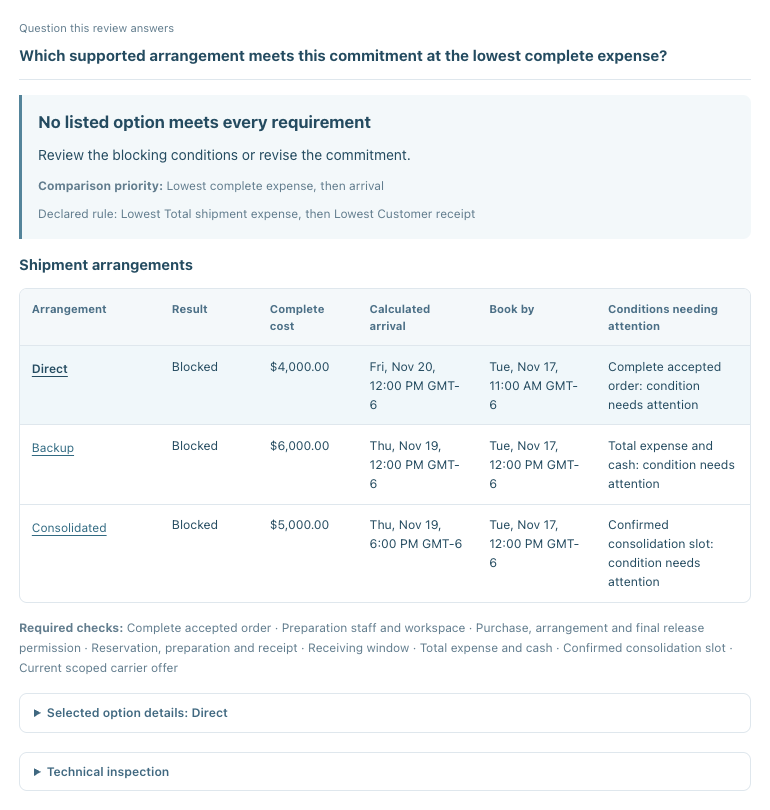 Question this review answers
Which supported arrangement meets this commitment at the lowest complete expense?
No listed option meets every requirement
Review the blocking conditions or revise the commitment.
Comparison priority: Lowest complete expense, then arrival
Declared rule: Lowest Total shipment expense, then Lowest Customer receipt
Shipment arrangements
Arrangement Result Complete cost Calculated arrival Book by Conditions needing attention
Direct Blocked $4,000.00 Fri, Nov 20, 12:00 PM GMT-6 Tue, Nov 17, 11:00 AM GMT-6 Complete accepted order: condition needs attention
Backup Blocked $6,000.00 Thu, Nov 19, 12:00 PM GMT-6 Tue, Nov 17, 12:00 PM GMT-6 Total expense and cash: condition needs attention
Consolidated Blocked $5,000.00 Thu, Nov 19, 6:00 PM GMT-6 Tue, Nov 17, 12:00 PM GMT-6 Confirmed consolidation slot: condition needs attention
Required checks: Complete accepted order · Preparation staff and workspace · Purchase, arrangement and final release
permission · Reservation, preparation and receipt · Receiving window · Total expense and cash · Confirmed consolidation slot ·
Current scoped carrier offer
▶ Selected option details: Direct
▶ Technical inspection